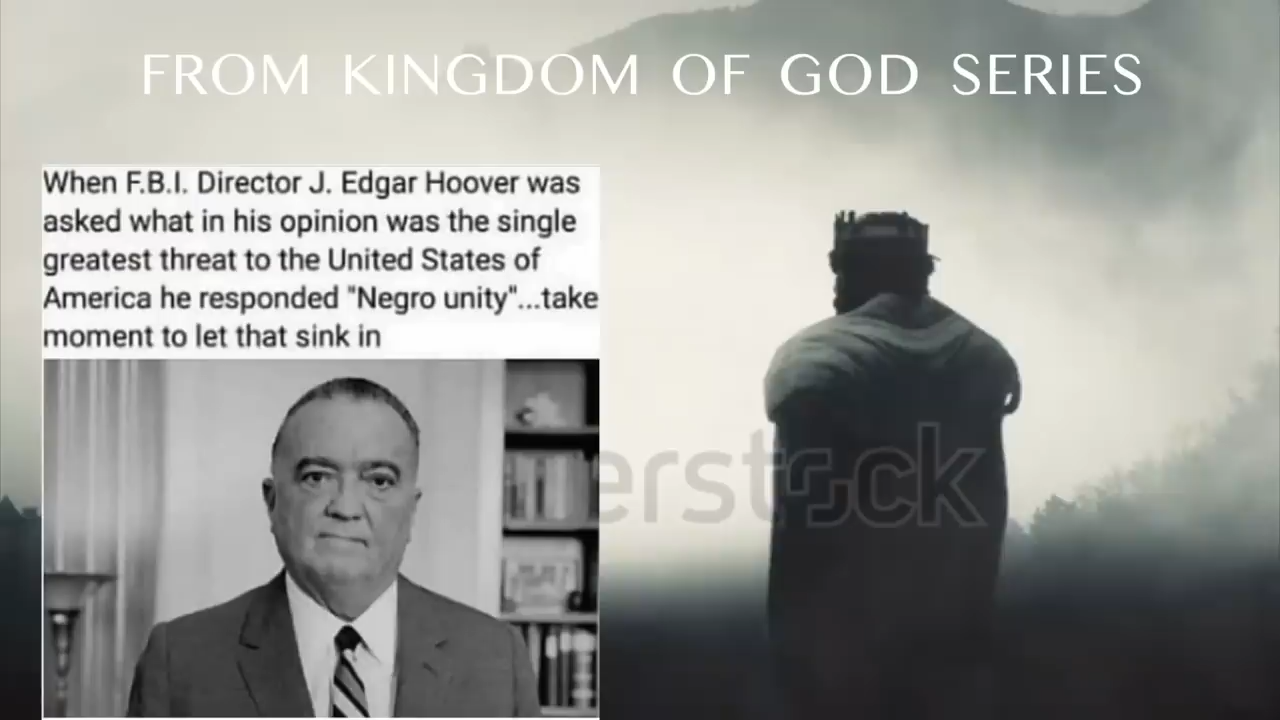 FROM KINGDOM OF GOD SERIES
When F.B.I. Director J. Edgar Hoover was
asked what in his opinion was the single
greatest threat to the United States of
America he responded "Negro unity"...take
moment to let that sink in
erstock